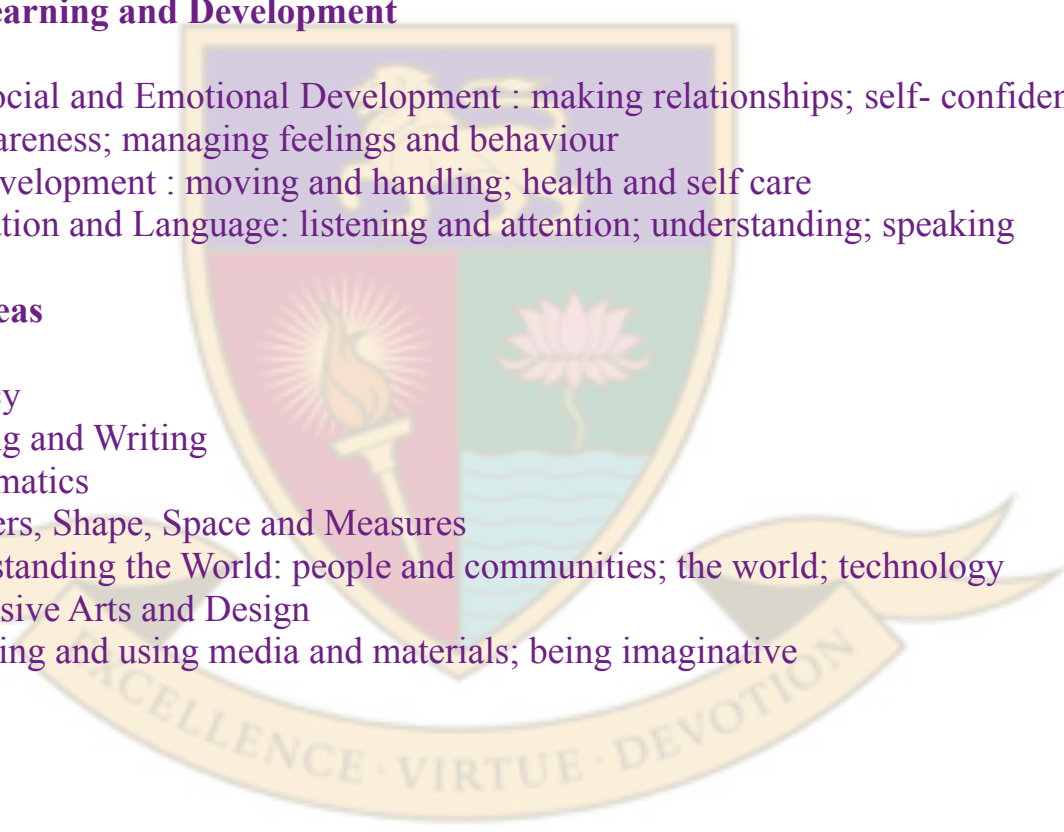 earning and Development
ocial and Emotional Development : making relationships; self- confiden
areness; managing feelings and behaviour
velopment : moving and handling; health and self care
ation and Language: listening and attention; understanding; speaking
eas
cy
ng and Writing
matics
ers, Shape, Space and Measures
standing the World: people and communities; the world; technology
sive Arts and Design
ing and using media and materials; being imaginative
EXCELLENCE · VIRTUE · DEVOTION